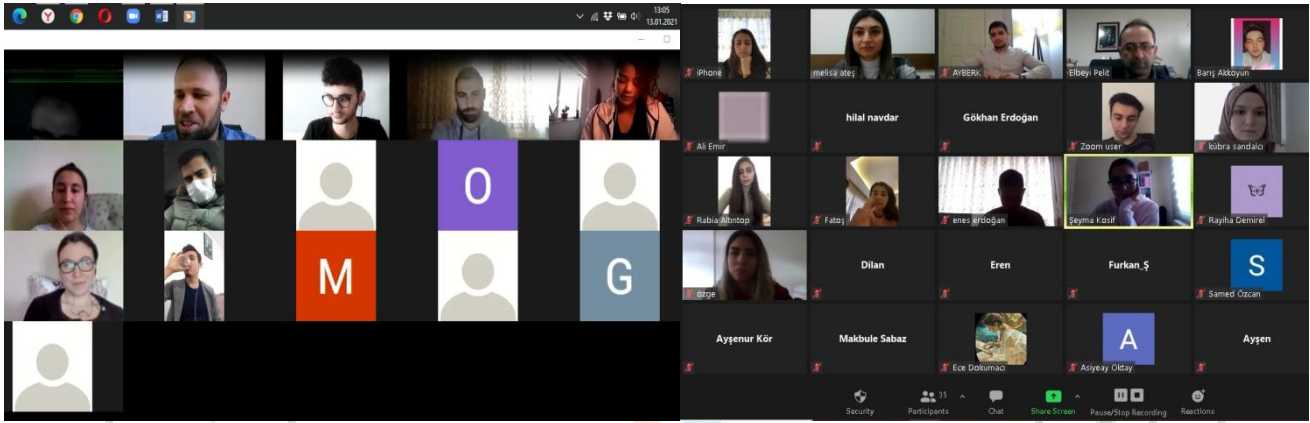 13:05
13.01.2021
O
M
G
iPhone
melisa ateş
AYBERK
Elbeyi Pelit
Barış Akkoyun
Ali Emir
hilal navdar
Gökhan Erdoğan
Zoom user
kübra sandalcı
Rabia Albntop
Fatoş
enes erdoğan
Şeyma Kosif
Rayiha Demirel
özge
Dilan
Eren
Furkan_Ş
S
Samed Özcan
Ayşenur Kör
Makbule Sabaz
Ece Dokumacı
A
Asiyeay Oktay
Ayşen
35
Security
Participants
Chat
Share Screen
Pause/Stop Recording
Reactions